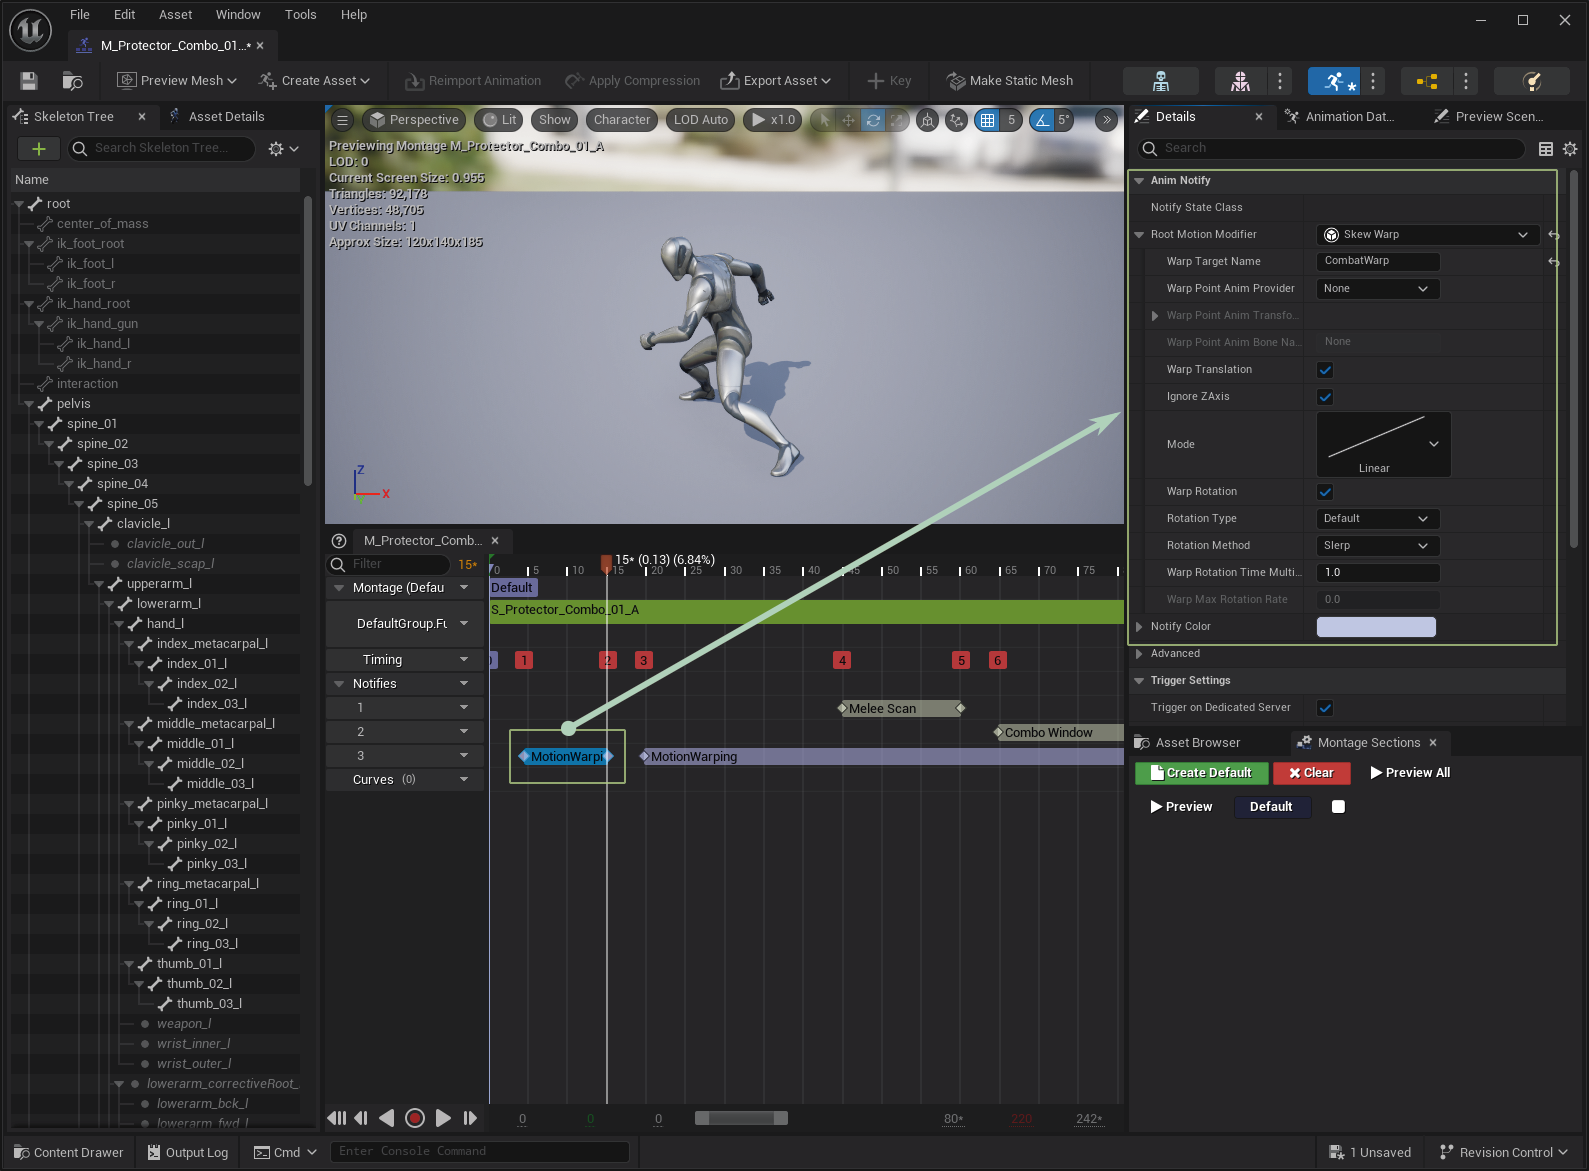 File Edit Asset Window Tools Help
M_Protector_Combo_01...*
Preview Mesh Create Asset Reimport Animation Apply Compression Export Asset Key Make Static Mesh
Skeleton Tree Asset Details
Search Skeleton Tree...
Name
root
center_of_mass
ik_foot_root
ik_foot_l
ik_foot_r
ik_hand_root
ik_hand_gun
ik_hand_l
ik_hand_r
interaction
pelvis
spine_01
spine_02
spine_03
spine_04
spine_05
clavicle_l
clavicle_out_l
clavicle_scap_l
upperarm_l
lowerarm_l
hand_l
index_metacarpal_l
index_01_l
index_02_l
index_03_l
middle_metacarpal_l
middle_01_l
middle_02_l
middle_03_l
pinky_metacarpal_l
pinky_01_l
pinky_02_l
pinky_03_l
ring_metacarpal_l
ring_01_l
ring_02_l
ring_03_l
thumb_01_l
thumb_02_l
thumb_03_l
weapon_l
wrist_inner_l
wrist_outer_l
lowerarm_correctiveRoot_
lowerarm_bck_l
lowerarm_fwd_l
Perspective Lit Show Character LOD Auto x1.0 5 5°
Previewing Montage M_Protector_Combo_01_A
LOD: 0
Current Screen Size: 0.955
Triangles: 92,178
Vertices: 48,705
UV Channels: 1
Approx Size: 120x140x185
Z
X
M_Protector_Comb...
Filter 15*
15* (0.13) (6.84%)
0 5 10 15 20 25 30 35 40 45 50 55 60 65 70 75
Montage (Defau Default
DefaultGroup.Fu S_Protector_Combo_01_A
Timing 1 2 3 4 5 6
Notifies
1 Melee Scan
2 Combo Window
3 MotionWarpi MotionWarping
Curves (0)
0 0 0 80* 220 242*
Details Animation Dat... Preview Scen...
Search
Anim Notify
Notify State Class
Root Motion Modifier Skew Warp
Warp Target Name CombatWarp
Warp Point Anim Provider None
Warp Point Anim Transfo...
Warp Point Anim Bone Na... None
Warp Translation
Ignore ZAxis
Mode Linear
Warp Rotation
Rotation Type Default
Rotation Method Slerp
Warp Rotation Time Multi... 1.0
Warp Max Rotation Rate 0.0
Notify Color
Advanced
Trigger Settings
Trigger on Dedicated Server
Asset Browser Montage Sections
Create Default Clear Preview All
Preview Default
Content Drawer Output Log Cmd Enter Console Command 1 Unsaved Revision Control